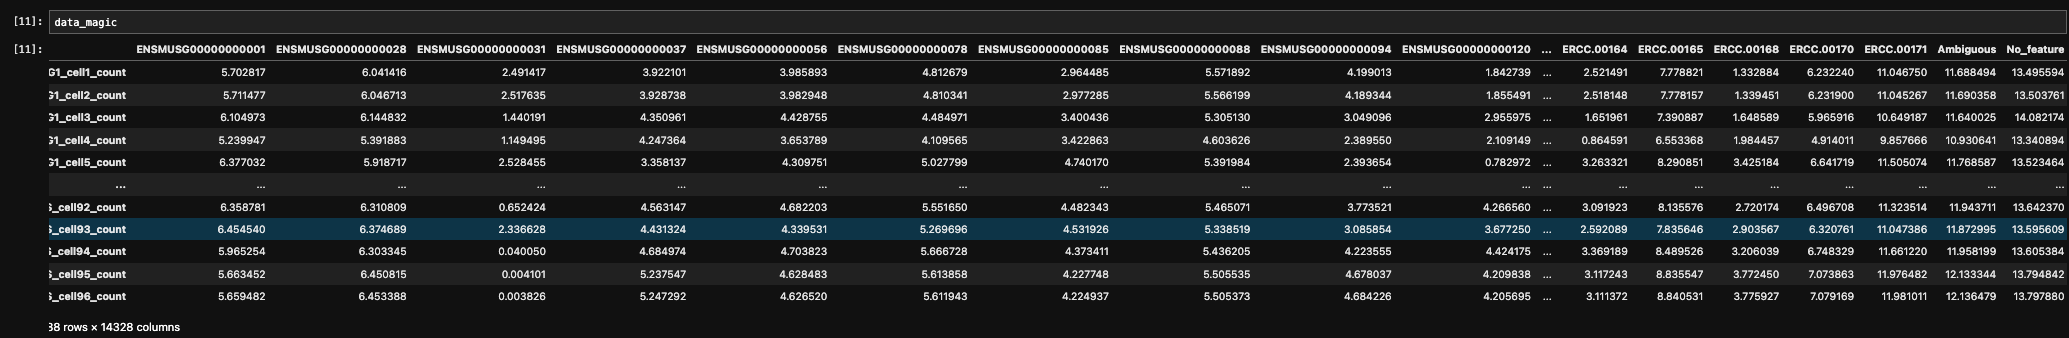 [11]: data_magic
[11]: ENSMUSG00000000001 ENSMUSG00000000028 ENSMUSG00000000031 ENSMUSG00000000037 ENSMUSG00000000056 ENSMUSG00000000078 ENSMUSG00000000085 ENSMUSG00000000088 ENSMUSG00000000094 ENSMUSG00000000120 ... ERCC.00164 ERCC.00165 ERCC.00168 ERCC.00170 ERCC.00171 Ambiguous No_feature
G1_cell1_count 5.702817 6.041416 2.491417 3.922101 3.985893 4.812679 2.964485 5.571892 4.199013 1.842739 ... 2.521491 7.778821 1.332884 6.232240 11.046750 11.688494 13.495594
G1_cell2_count 5.711477 6.046713 2.517635 3.928738 3.982948 4.810341 2.977285 5.566199 4.189344 1.855491 ... 2.518148 7.778157 1.339451 6.231900 11.045267 11.690358 13.503761
G1_cell3_count 6.104973 6.144832 1.440191 4.350961 4.428755 4.484971 3.400436 5.305130 3.049096 2.955975 ... 1.651961 7.390887 1.648589 5.965916 10.649187 11.640025 14.082174
G1_cell4_count 5.239947 5.391883 1.149495 4.247364 3.653789 4.109565 3.422863 4.603626 2.389550 2.109149 ... 0.864591 6.553368 1.984457 4.914011 9.857666 10.930641 13.340894
G1_cell5_count 6.377032 5.918717 2.528455 3.358137 4.309751 5.027799 4.740170 5.391984 2.393654 0.782972 ... 3.263321 8.290851 3.425184 6.641719 11.505074 11.768587 13.523464
... ... ... ... ... ... ... ... ... ... ... ... ... ... ... ... ... ... ...
S_cell92_count 6.358781 6.310809 0.652424 4.563147 4.682203 5.551650 4.482343 5.465071 3.773521 4.266560 ... 3.091923 8.135576 2.720174 6.496708 11.323514 11.943711 13.642370
S_cell93_count 6.454540 6.374689 2.336628 4.431324 4.339531 5.269696 4.531926 5.338519 3.085854 3.677250 ... 2.592089 7.835646 2.903567 6.320761 11.047386 11.872995 13.595609
S_cell94_count 5.965254 6.303345 0.040050 4.684974 4.703823 5.666728 4.373411 5.436205 4.223555 4.424175 ... 3.369189 8.489526 3.206039 6.748329 11.661220 11.958199 13.605384
S_cell95_count 5.663452 6.450815 0.004101 5.237547 4.628483 5.613858 4.227748 5.505535 4.678037 4.209838 ... 3.117243 8.835547 3.772450 7.073863 11.976482 12.133344 13.794842
S_cell96_count 5.659482 6.453388 0.003826 5.247292 4.626520 5.611943 4.224937 5.505373 4.684226 4.205695 ... 3.111372 8.840531 3.775927 7.079169 11.981011 12.136479 13.797880
88 rows × 14328 columns